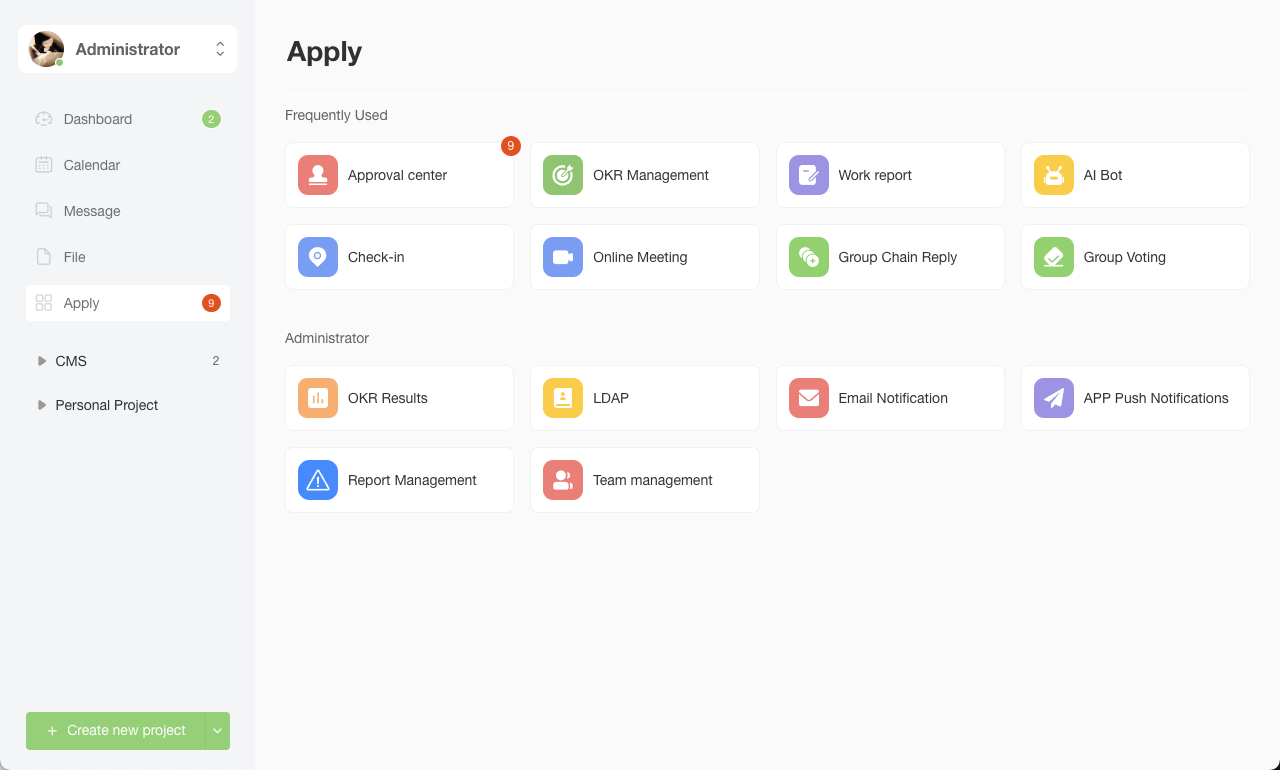 Administrator
Dashboard
2
Calendar
Message
File
Apply
9
CMS
2
Personal Project
+ Create new project
Apply
Frequently Used
Approval center
9
OKR Management
Work report
AI Bot
Check-in
Online Meeting
Group Chain Reply
Group Voting
Administrator
OKR Results
LDAP
Email Notification
APP Push Notifications
Report Management
Team management